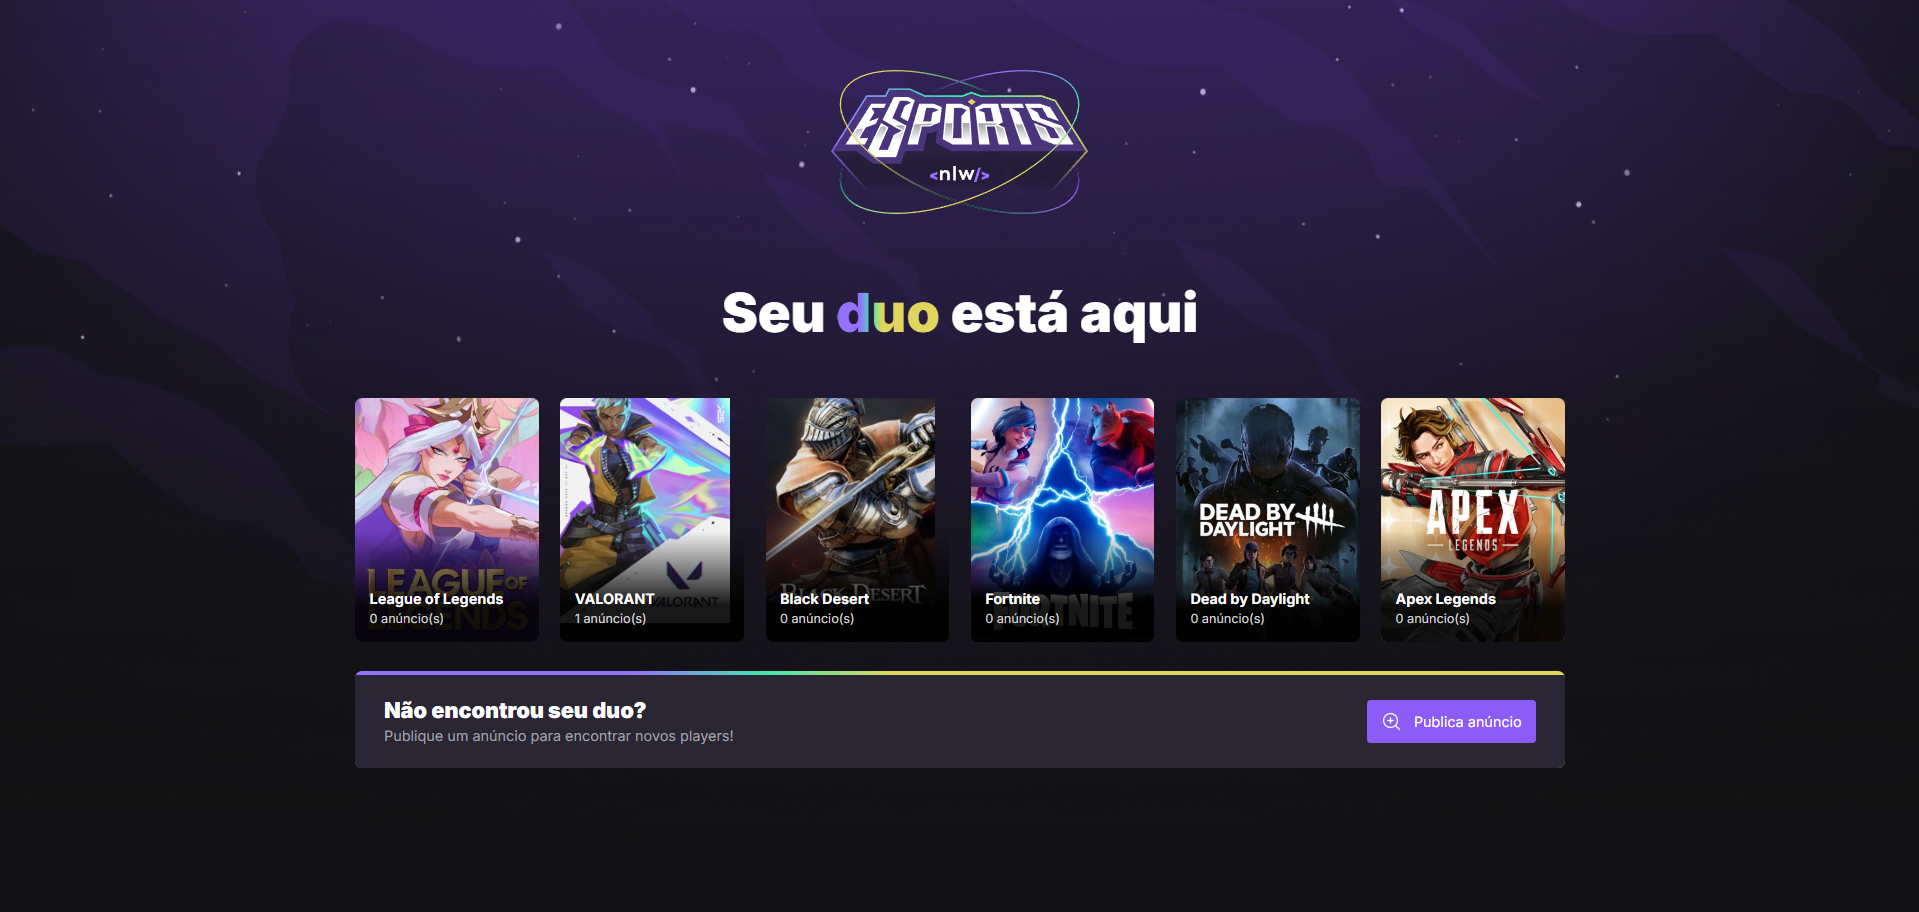 ESPORTS
<nlw/>
Seu duo está aqui
LEAGUE OF
LEGENDS
League of Legends
0 anúncio(s)
VALORANT
VALORANT
1 anúncio(s)
BLACK DESERT
Black Desert
0 anúncio(s)
FORTNITE
Fortnite
0 anúncio(s)
DEAD BY
DAYLIGHT
Dead by Daylight
0 anúncio(s)
APEX
LEGENDS
Apex Legends
0 anúncio(s)
Não encontrou seu duo?
Publique um anúncio para encontrar novos players!
Publica anúncio